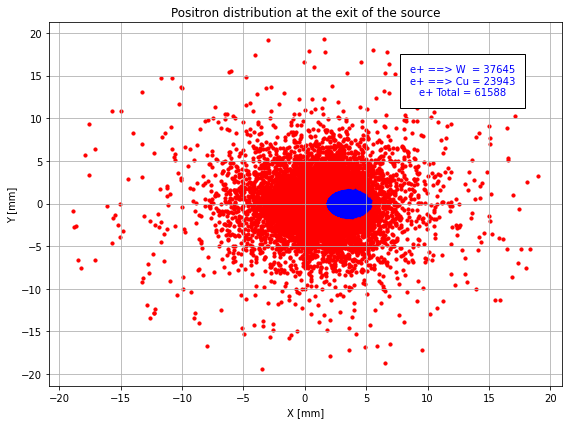 Positron distribution at the exit of the source
e+ ==> W = 37645
e+ ==> Cu = 23943
e+ Total = 61588
20
15
10
5
0
−5
−10
−15
−20
Y [mm]
−20 −15 −10 −5 0 5 10 15 20
X [mm]